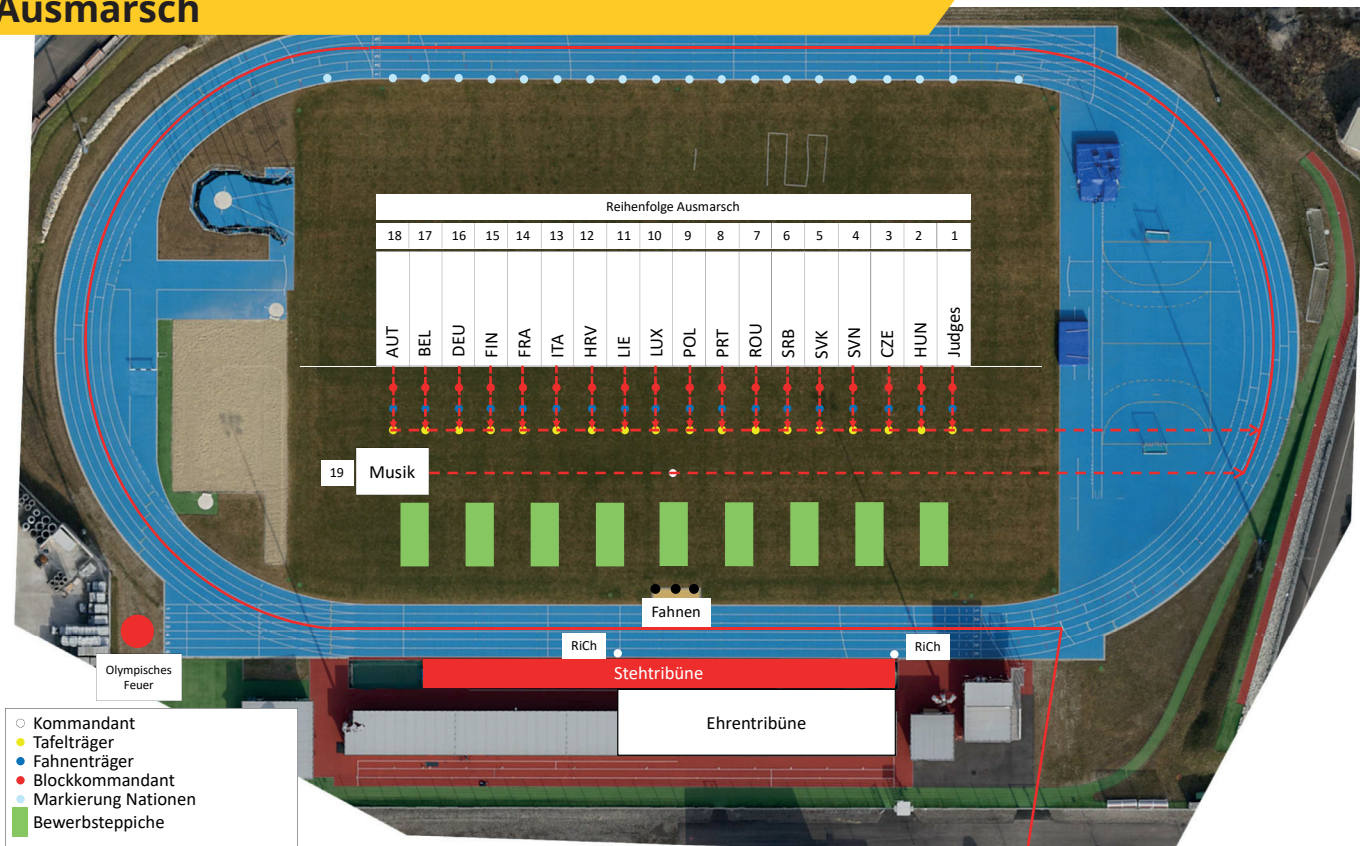 Ausmarsch
Reihenfolge Ausmarsch
18 17 16 15 14 13 12 11 10 9 8 7 6 5 4 3 2 1
AUT BEL DEU FIN FRA ITA HRV LIE LUX POL PRT ROU SRB SVK SVN CZE HUN Judges
19 Musik
Fahnen
RiCh
RiCh
Stehtribüne
Ehrentribüne
Olympisches
Feuer
Kommandant
Tafelträger
Fahnenträger
Blockkommandant
Markierung Nationen
Bewerbsteppiche